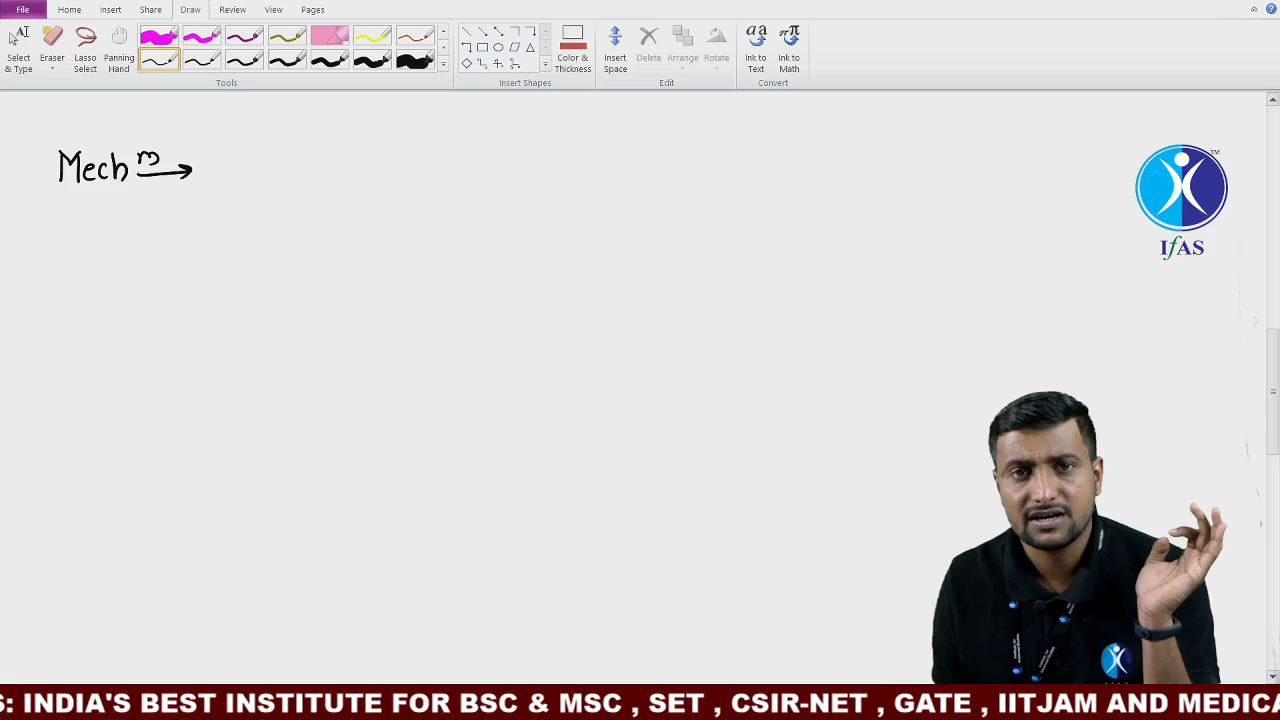 File Home Insert Share Draw Review View Pages
Select & Type
Eraser
Lasso Select
Panning Hand
Color & Thickness
Insert Space
Delete
Arrange
Rotate
Ink to Text
Ink to Math
Tools
Insert Shapes
Edit
Convert
Mech m →
TM
IfAS
S: INDIA'S BEST INSTITUTE FOR BSC & MSC , SET , CSIR-NET , GATE , IITJAM AND MEDICA